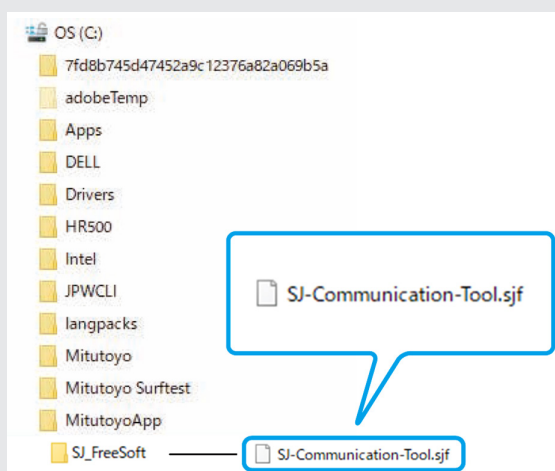 OS (C:)
7fd8b745d47452a9c12376a82a069b5a
adobeTemp
Apps
DELL
Drivers
HR500
Intel
JPWCLI
SJ-Communication-Tool.sjf
langpacks
Mitutoyo
Mitutoyo Surftest
MitutoyoApp
SJ_FreeSoft SJ-Communication-Tool.sjf